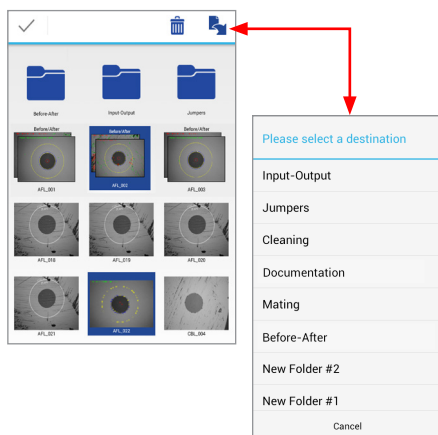 Before-After
Input-Output
Jumpers
Before/After
Before/After
Before/After
AFL_001
AFL_002
AFL_003
AFL_018
AFL_019
AFL_020
AFL_021
AFL_022
CBL_004
Please select a destination
Input-Output
Jumpers
Cleaning
Documentation
Mating
Before-After
New Folder #2
New Folder #1
Cancel